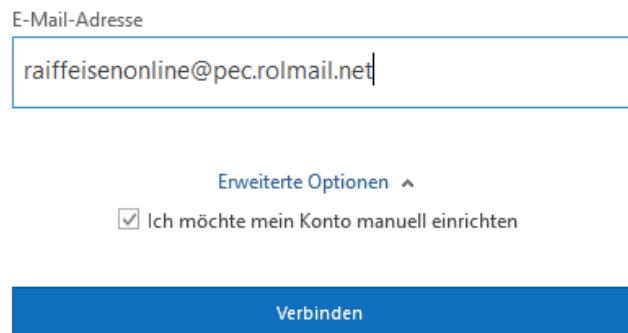 E-Mail-Adresse
raiffeisenonline@pec.rolmail.net
Erweiterte Optionen
Ich möchte mein Konto manuell einrichten
Verbinden